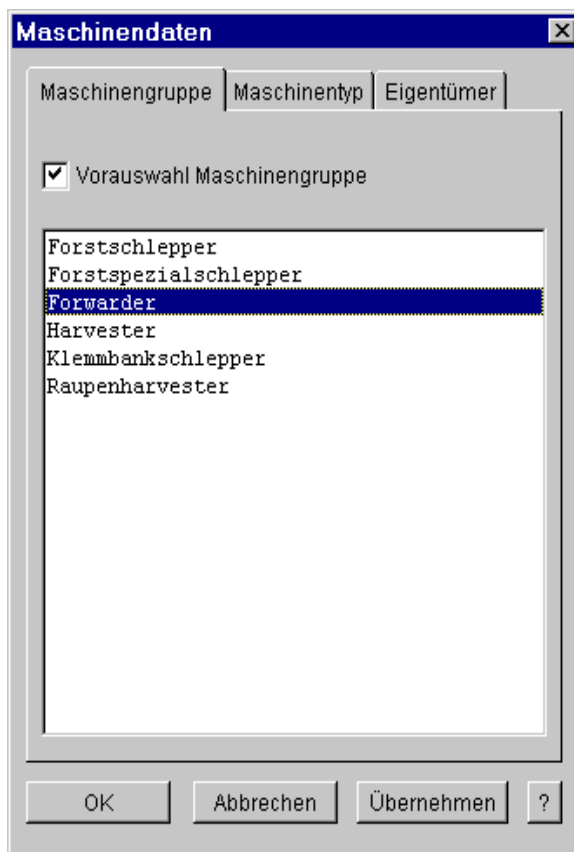 Maschinendaten
Maschinengruppe Maschinentyp Eigentümer
Vorauswahl Maschinengruppe
Forstschlepper
Forstspezialschlepper
Forwarder
Harvester
Klemmbankschlepper
Raupenharvester
OK Abbrechen Übernehmen ?